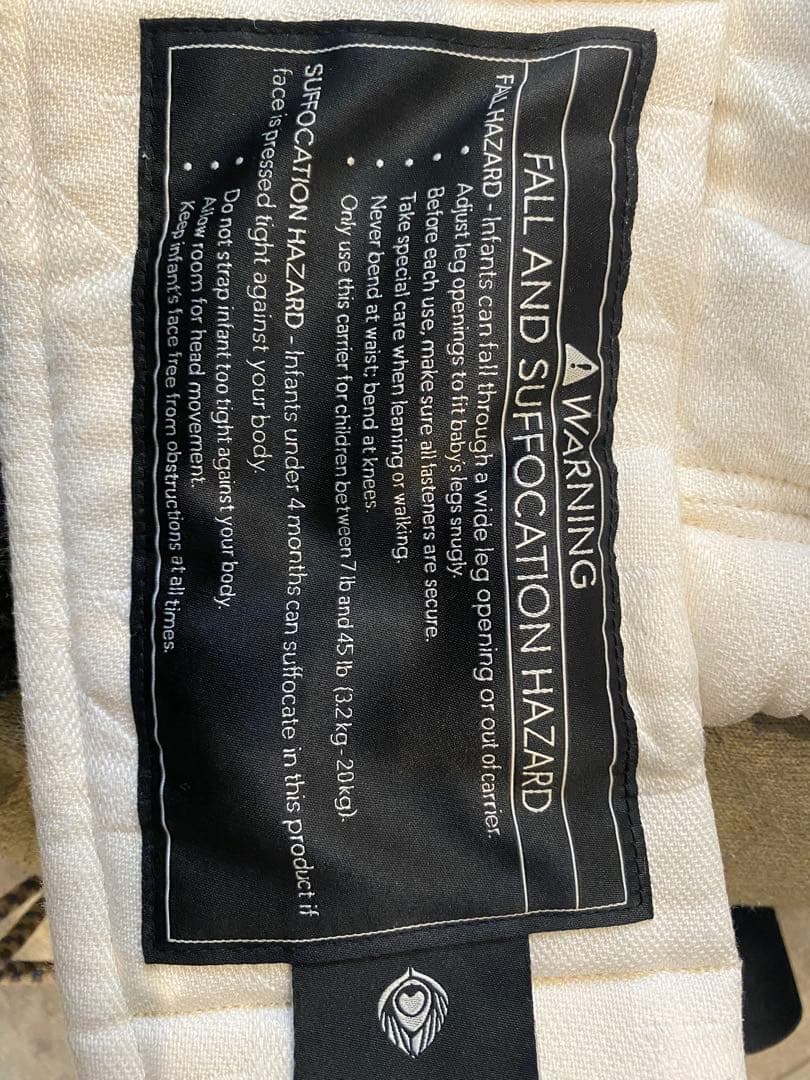 ⚠ WARNING
FALL AND SUFFOCATION HAZARD
FALL HAZARD - Infants can fall through a wide leg opening or out of carrier.
• Adjust leg openings to fit baby's legs snugly.
• Before each use, make sure all fasteners are secure.
• Take special care when leaning or walking.
• Never bend at waist; bend at knees.
• Only use this carrier for children between 7 lb and 45 lb (3.2 kg - 20 kg).
SUFFOCATION HAZARD - Infants under 4 months can suffocate in this product if
face is pressed tight against your body.
• Do not strap infant too tight against your body.
• Allow room for head movement.
• Keep infant's face free from obstructions at all times.